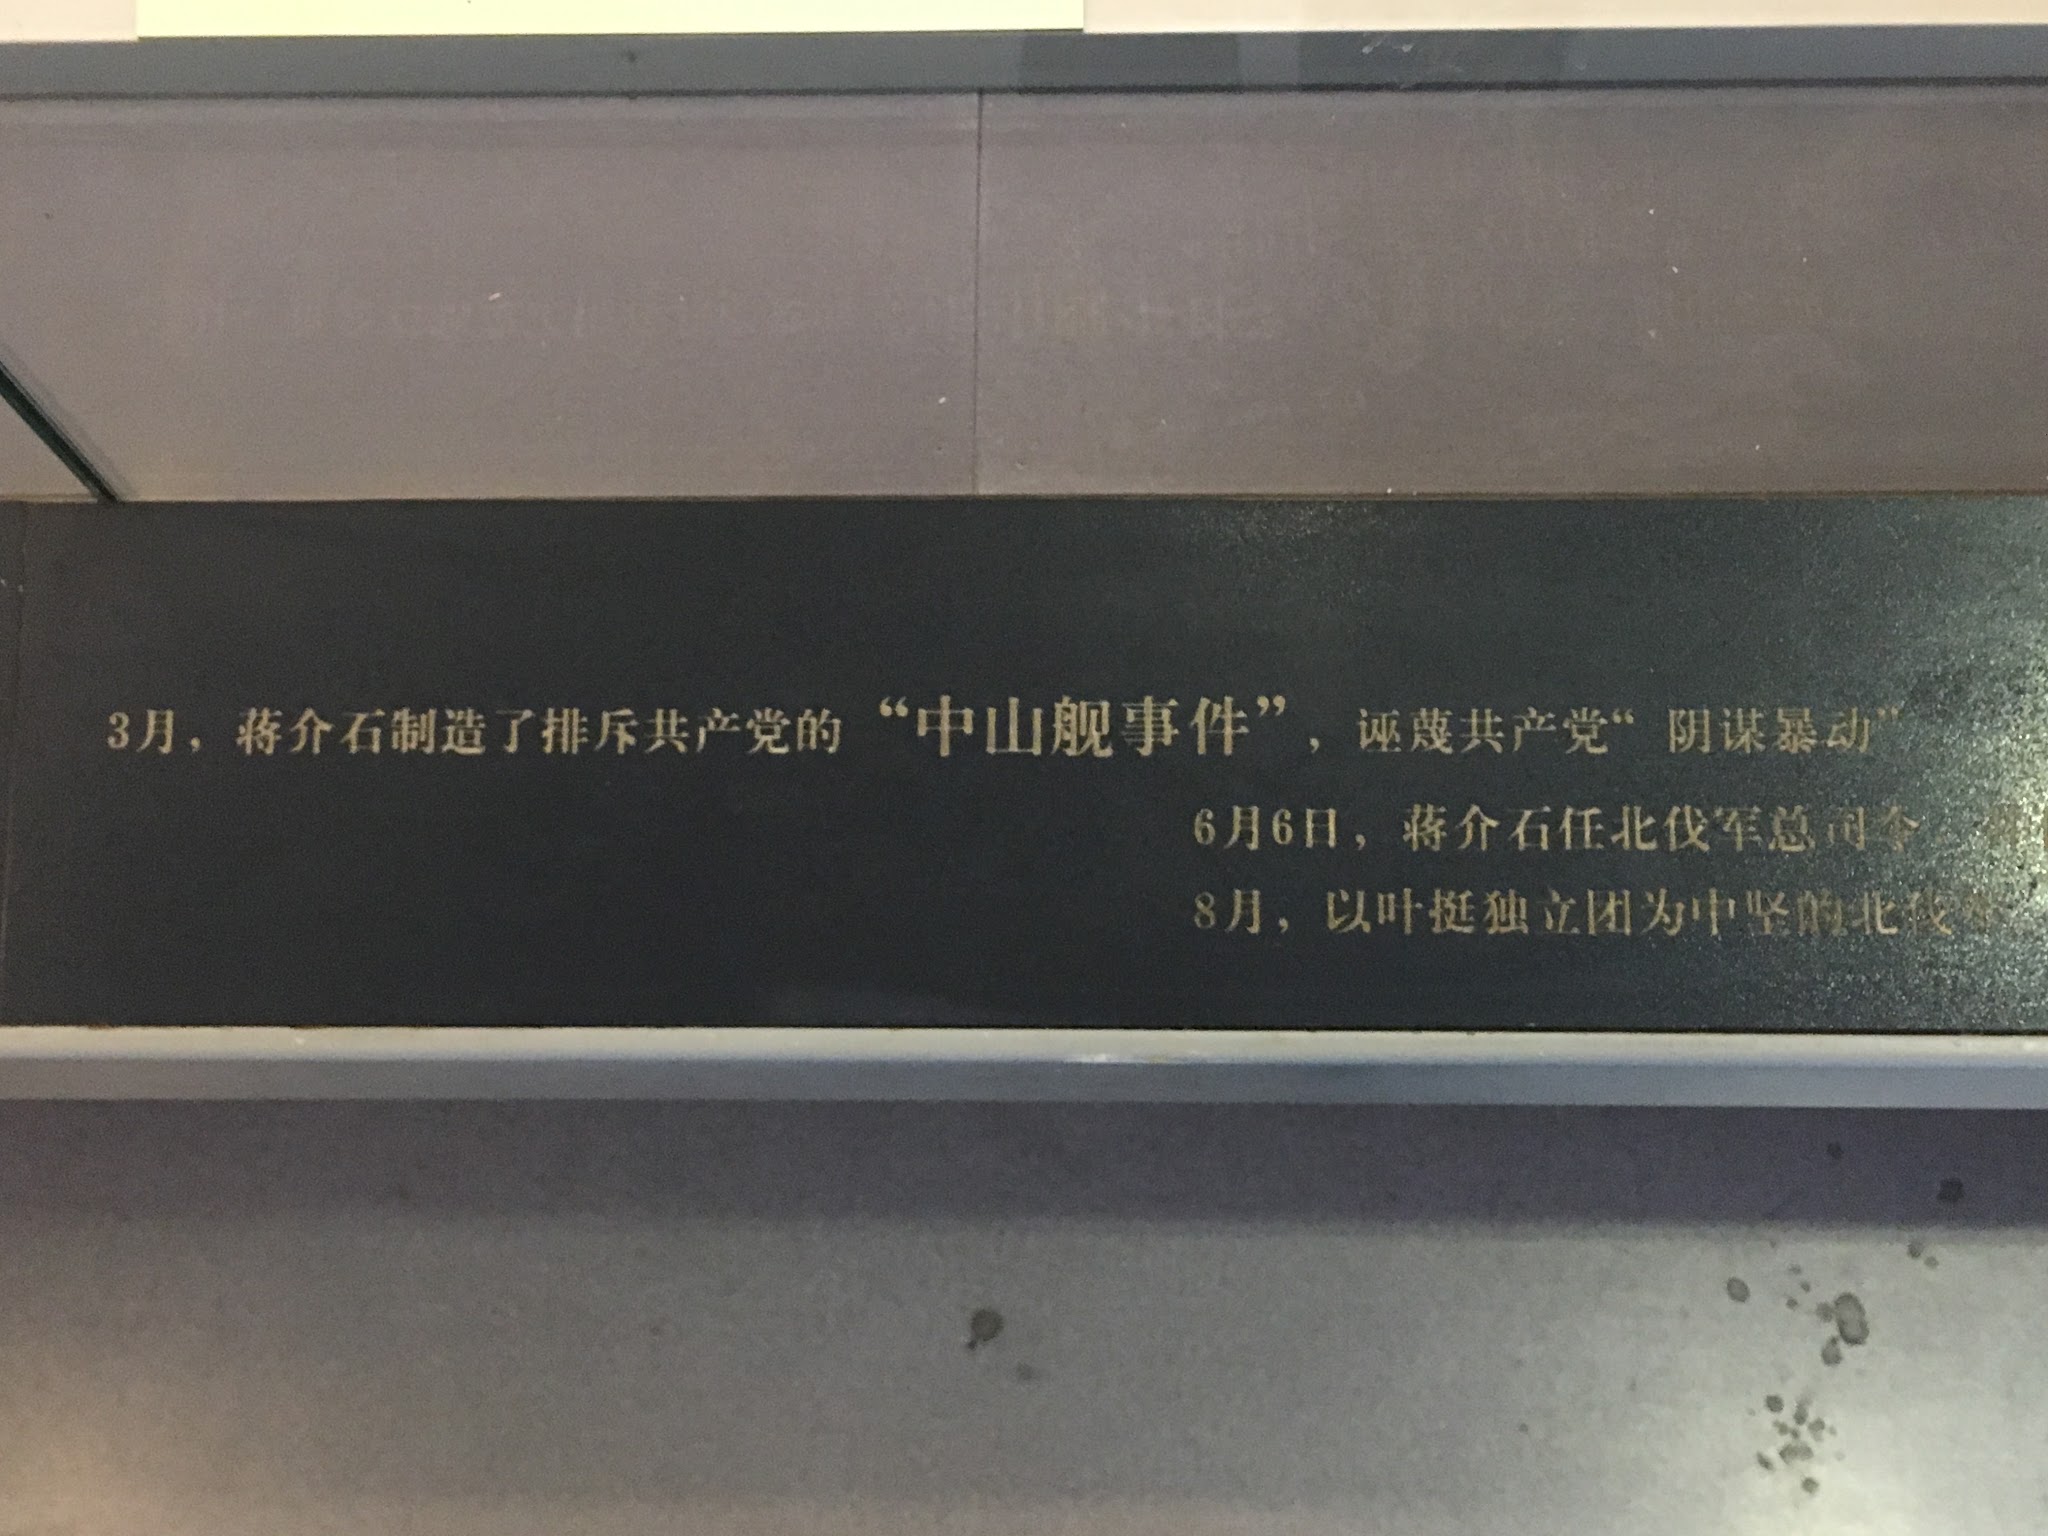 3月，蒋介石制造了排斥共产党的“中山舰事件”，诬蔑共产党“阴谋暴动”
6月6日，蒋介石任北伐军总司令
8月，以叶挺独立团为中坚的北伐